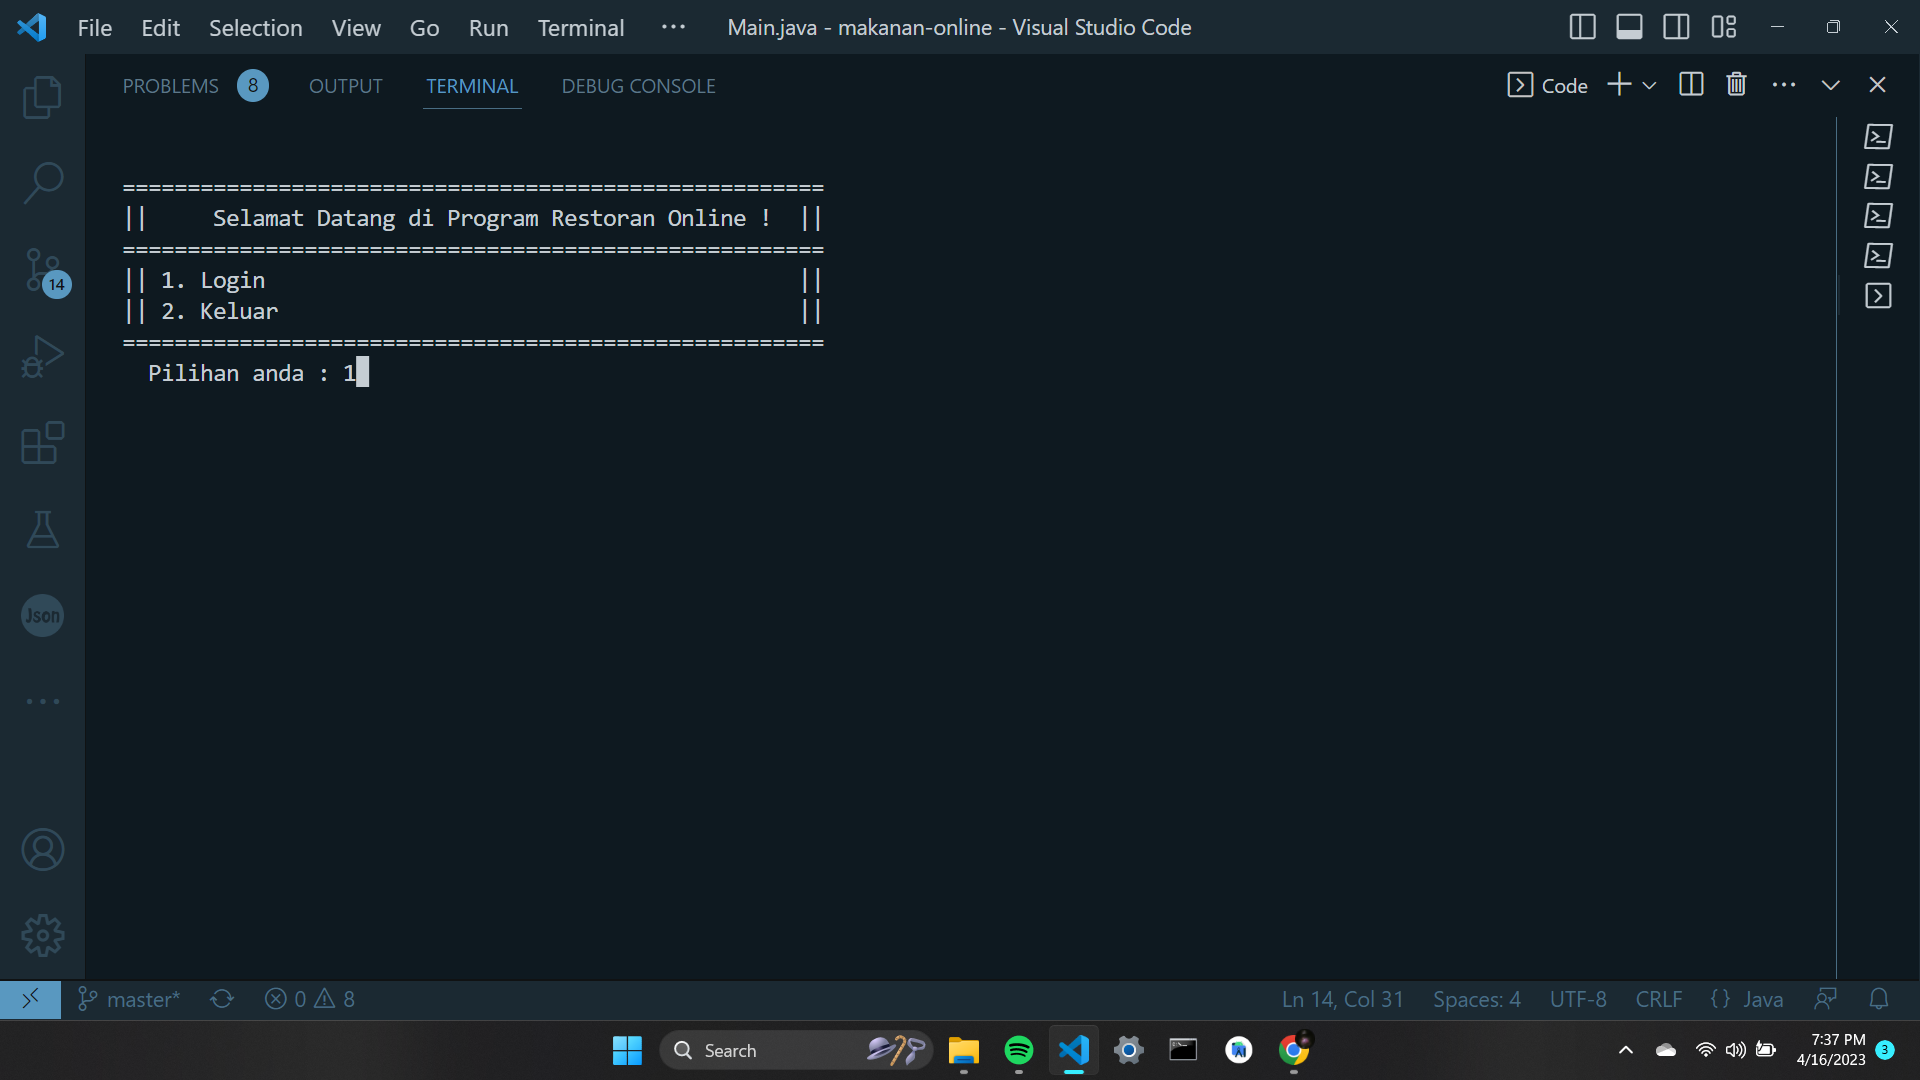 File Edit Selection View Go Run Terminal ··· Main.java - makanan-online - Visual Studio Code
PROBLEMS 8 OUTPUT TERMINAL DEBUG CONSOLE Code
======================================================
||     Selamat Datang di Program Restoran Online !  ||
======================================================
|| 1. Login                                         ||
|| 2. Keluar                                        ||
======================================================
Pilihan anda : 1
14
Json
master* 0 8 Ln 14, Col 31 Spaces: 4 UTF-8 CRLF {} Java
Search 7:37 PM
4/16/2023 3